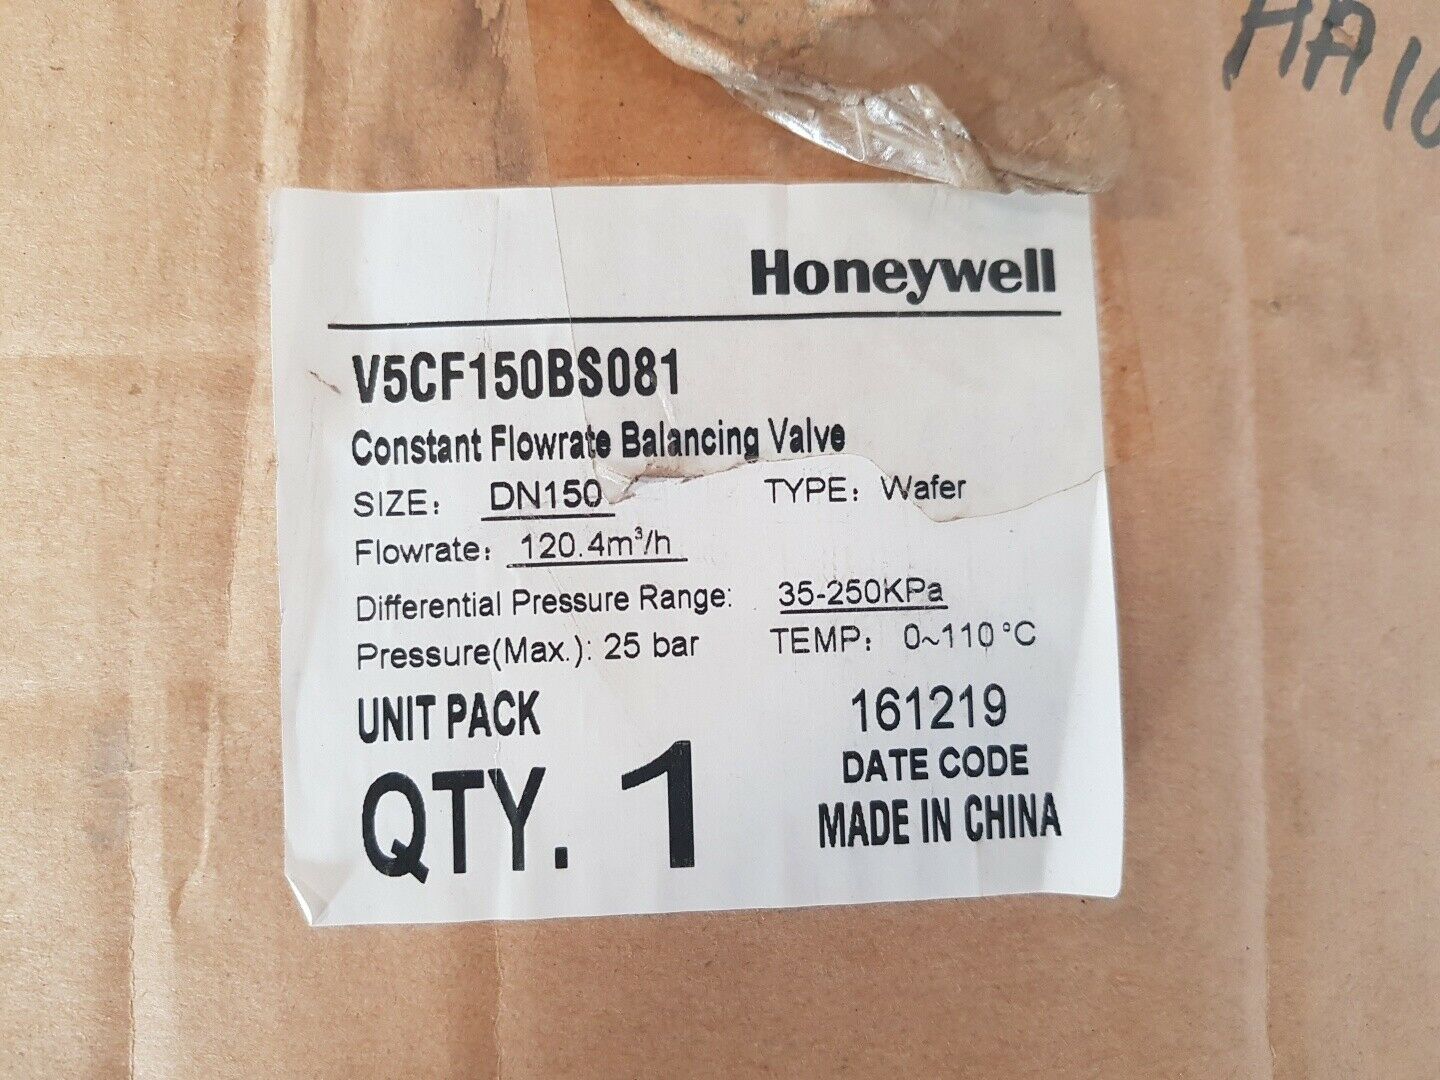 HA16
Honeywell
V5CF150BS081
Constant Flowrate Balancing Valve
SIZE: DN150 TYPE: Wafer
Flowrate: 120.4m³/h
Differential Pressure Range: 35-250KPa
Pressure(Max.): 25 bar TEMP: 0~110°C
UNIT PACK 161219
DATE CODE
QTY. 1 MADE IN CHINA